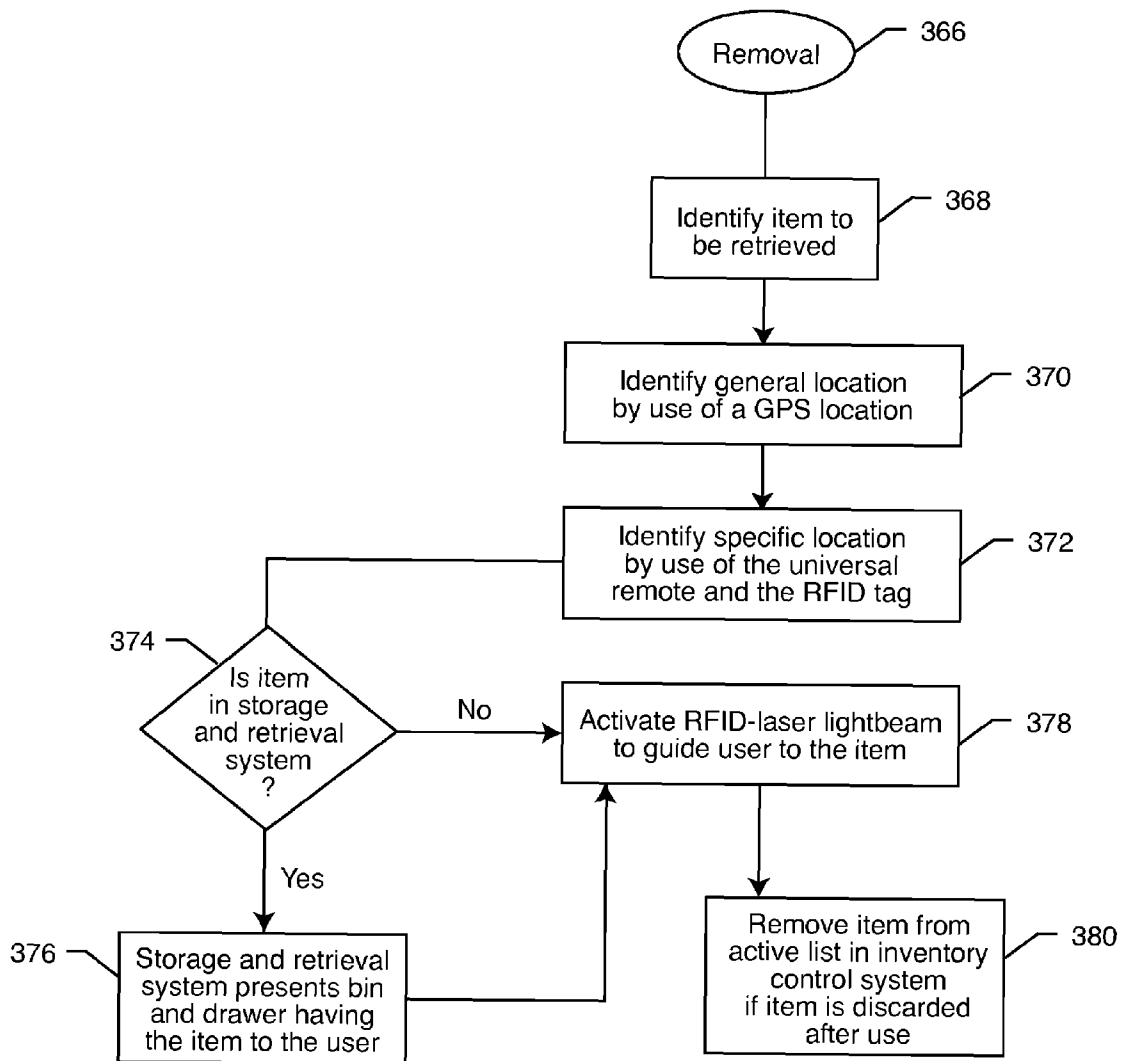 Removal
366
Identify item to
be retrieved
368
Identify general location
by use of a GPS location
370
Identify specific location
by use of the universal
remote and the RFID tag
372
374
Is item
in storage
and retrieval
system
?
No
Activate RFID-laser lightbeam
to guide user to the item
378
Yes
376
Storage and retrieval
system presents bin
and drawer having
the item to the user
Remove item from
active list in inventory
control system
if item is discarded
after use
380